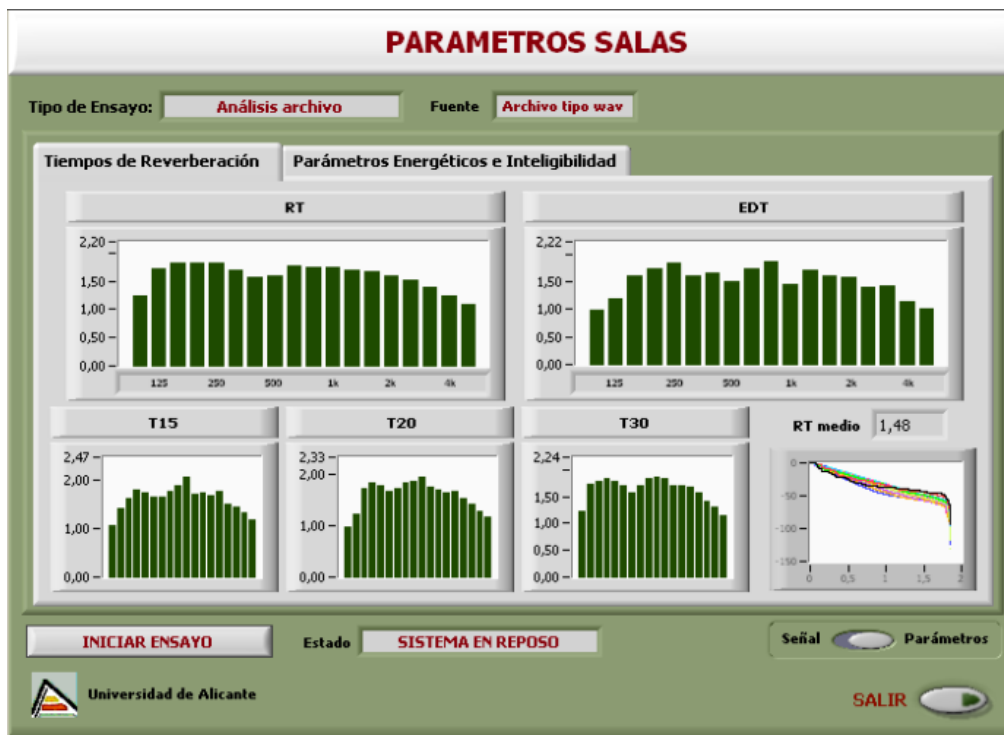 PARAMETROS SALAS
Tipo de Ensayo: Análisis archivo Fuente Archivo tipo wav
Tiempos de Reverberación Parámetros Energéticos e Inteligibilidad
RT
2,20
1,50
1,00
0,50
0,00
125 250 500 1k 2k 4k
EDT
2,22
1,50
1,00
0,50
0,00
125 250 500 1k 2k 4k
T15
2,47
2,00
1,00
0,00
T20
2,33
2,00
1,00
0,00
T30
2,24
1,50
1,00
0,50
0,00
RT medio 1,48
0
-50
-100
-150
0 0,5 1 1,5 2
INICIAR ENSAYO Estado SISTEMA EN REPOSO Señal Parámetros
Universidad de Alicante
SALIR